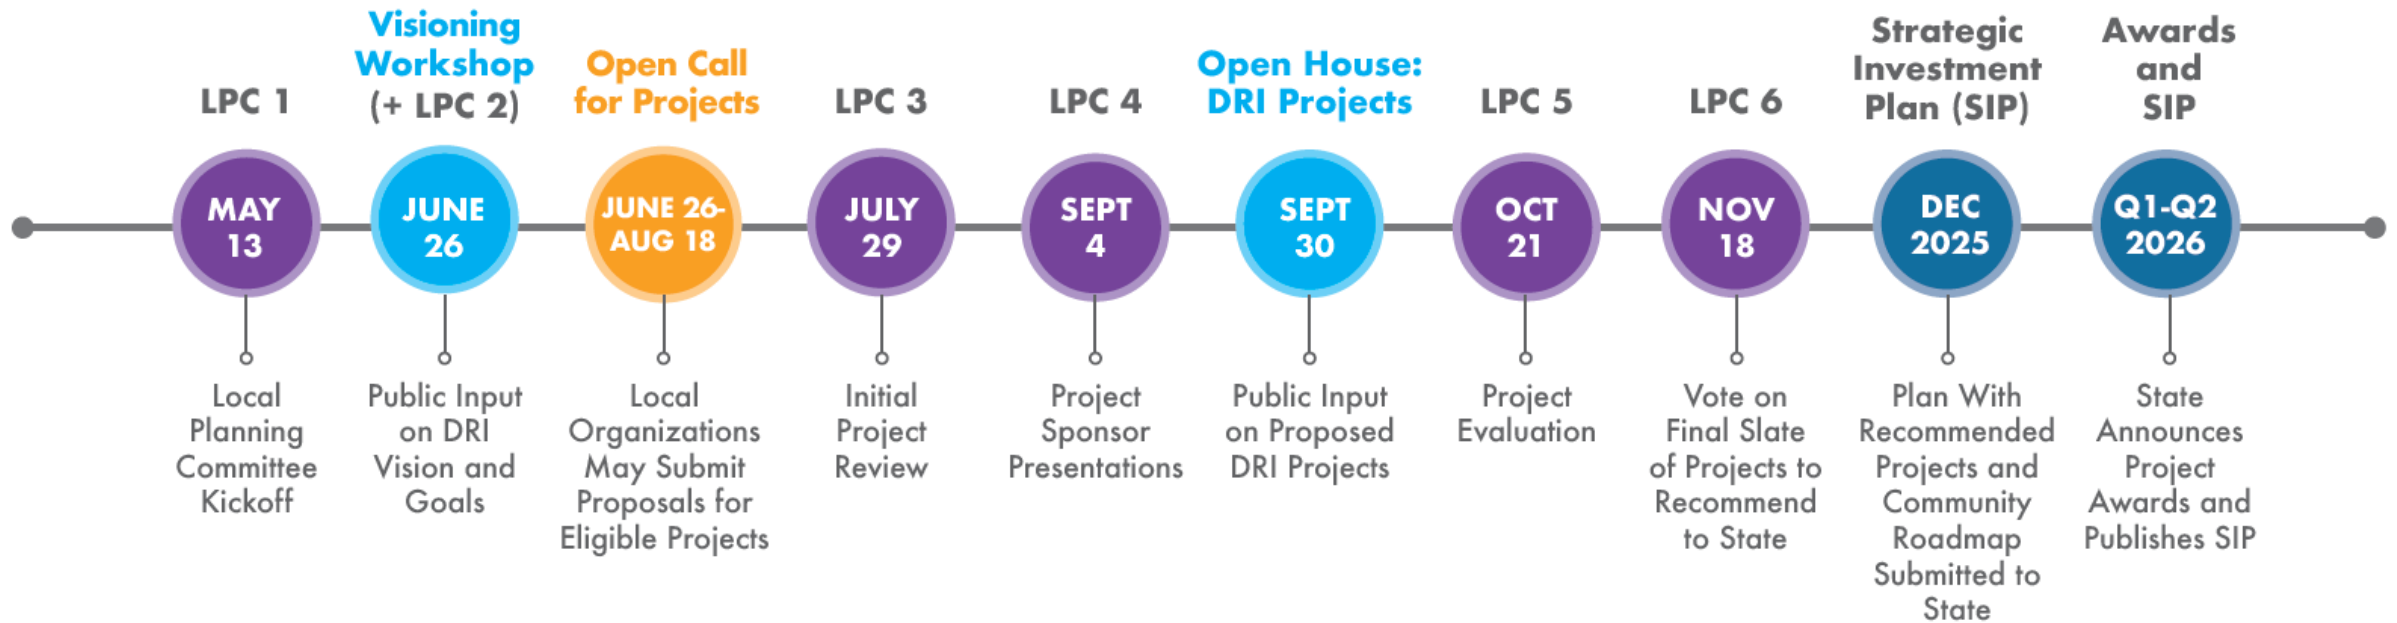 LPC 1
MAY
13
Local
Planning
Committee
Kickoff
Visioning
Workshop
(+ LPC 2)
JUNE
26
Public Input
on DRI
Vision and
Goals
Open Call
for Projects
JUNE 26-
AUG 18
Local
Organizations
May Submit
Proposals for
Eligible Projects
LPC 3
JULY
29
Initial
Project
Review
LPC 4
SEPT
4
Project
Sponsor
Presentations
Open House:
DRI Projects
SEPT
30
Public Input
on Proposed
DRI Projects
LPC 5
OCT
21
Project
Evaluation
LPC 6
NOV
18
Vote on
Final Slate
of Projects to
Recommend
to State
Strategic
Investment
Plan (SIP)
DEC
2025
Plan With
Recommended
Projects and
Community
Roadmap
Submitted to
State
Awards
and
SIP
Q1-Q2
2026
State
Announces
Project
Awards and
Publishes SIP